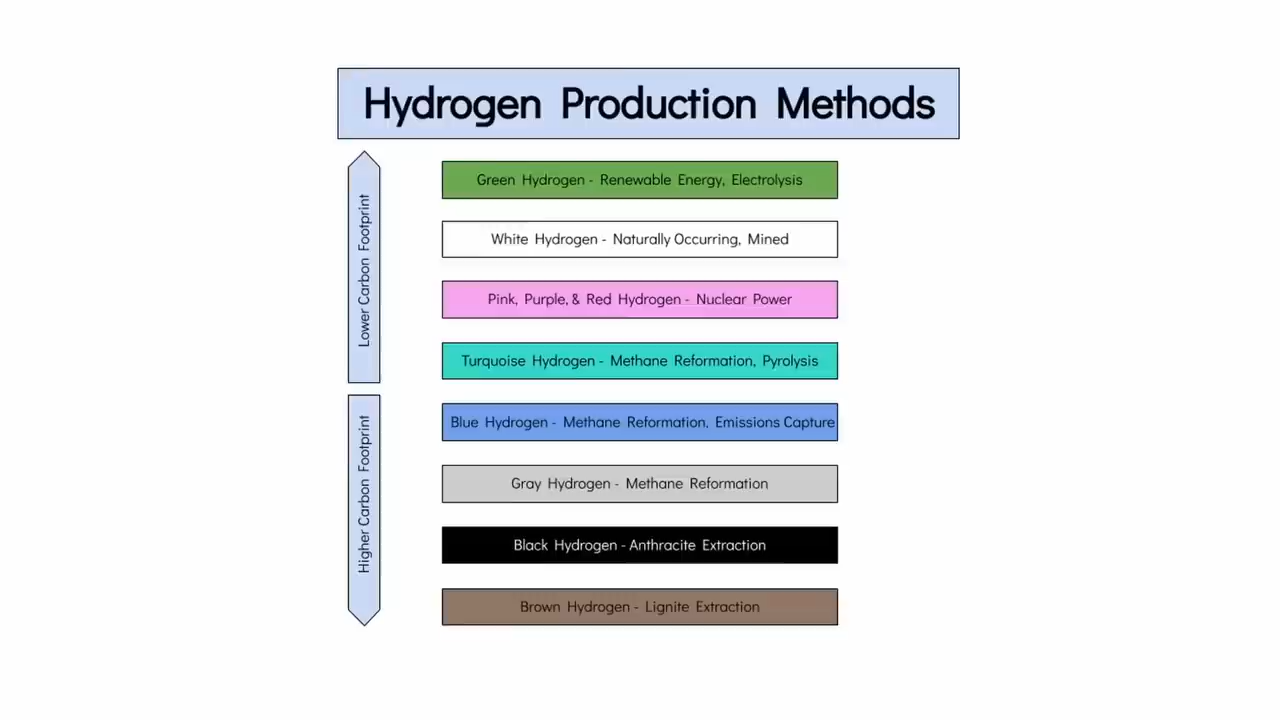 Hydrogen Production Methods
Lower Carbon Footprint
Green Hydrogen - Renewable Energy, Electrolysis
White Hydrogen - Naturally Occurring, Mined
Pink, Purple, & Red Hydrogen - Nuclear Power
Turquoise Hydrogen - Methane Reformation, Pyrolysis
Higher Carbon Footprint
Blue Hydrogen - Methane Reformation, Emissions Capture
Gray Hydrogen - Methane Reformation
Black Hydrogen - Anthracite Extraction
Brown Hydrogen - Lignite Extraction